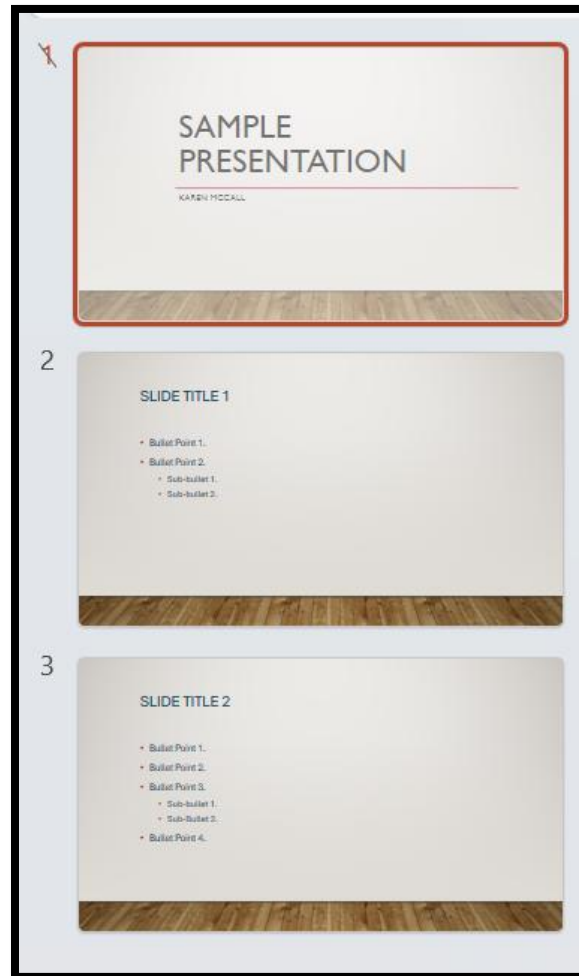 1
SAMPLE
PRESENTATION
KAREN MCCALL
2
SLIDE TITLE 1
• Bullet Point 1.
• Bullet Point 2.
• Sub-bullet 1.
• Sub-bullet 2.
3
SLIDE TITLE 2
• Bullet Point 1.
• Bullet Point 2.
• Bullet Point 3.
• Sub-bullet 1.
• Sub-Bullet 2.
• Bullet Point 4.